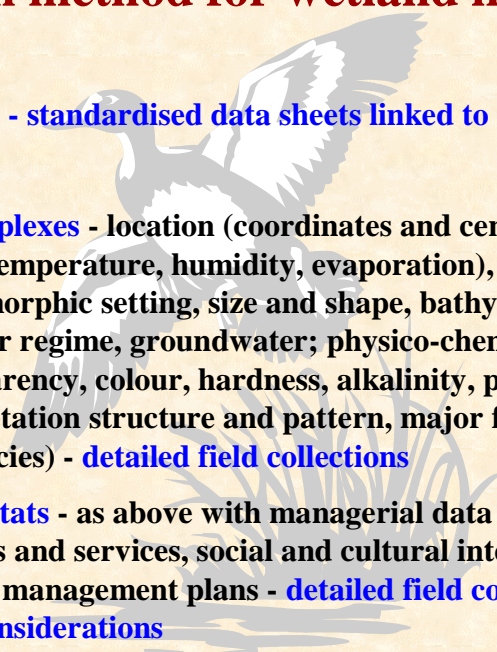 method for wetland
- standardised data sheets linked to
plexes - location (coordinates and cen
emperature, humidity, evaporation),
orphic setting, size and shape, bathy
r regime, groundwater; physico-chem
arency, colour, hardness, alkalinity, p
tation structure and pattern, major f
cies) - detailed field collections
tats - as above with managerial data
s and services, social and cultural inte
management plans - detailed field co
nsiderations